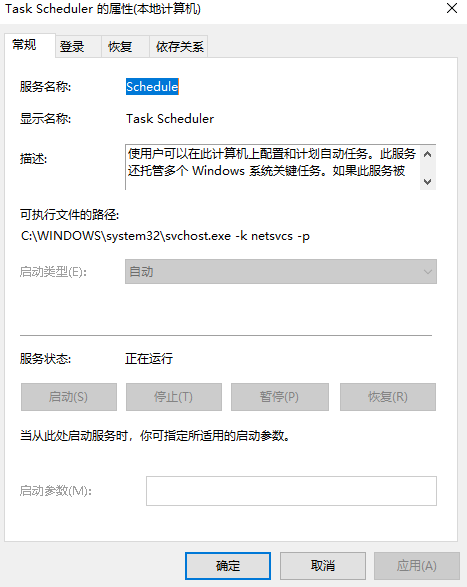 Task Scheduler 的属性(本地计算机)
常规 登录 恢复 依存关系
服务名称: Schedule
显示名称: Task Scheduler
描述: 使用户可以在此计算机上配置和计划自动任务。此服务
还托管多个 Windows 系统关键任务。如果此服务被
可执行文件的路径:
C:\WINDOWS\system32\svchost.exe -k netsvcs -p
启动类型(E): 自动
服务状态: 正在运行
启动(S) 停止(T) 暂停(P) 恢复(R)
当从此处启动服务时，你可指定所适用的启动参数。
启动参数(M):
确定 取消 应用(A)